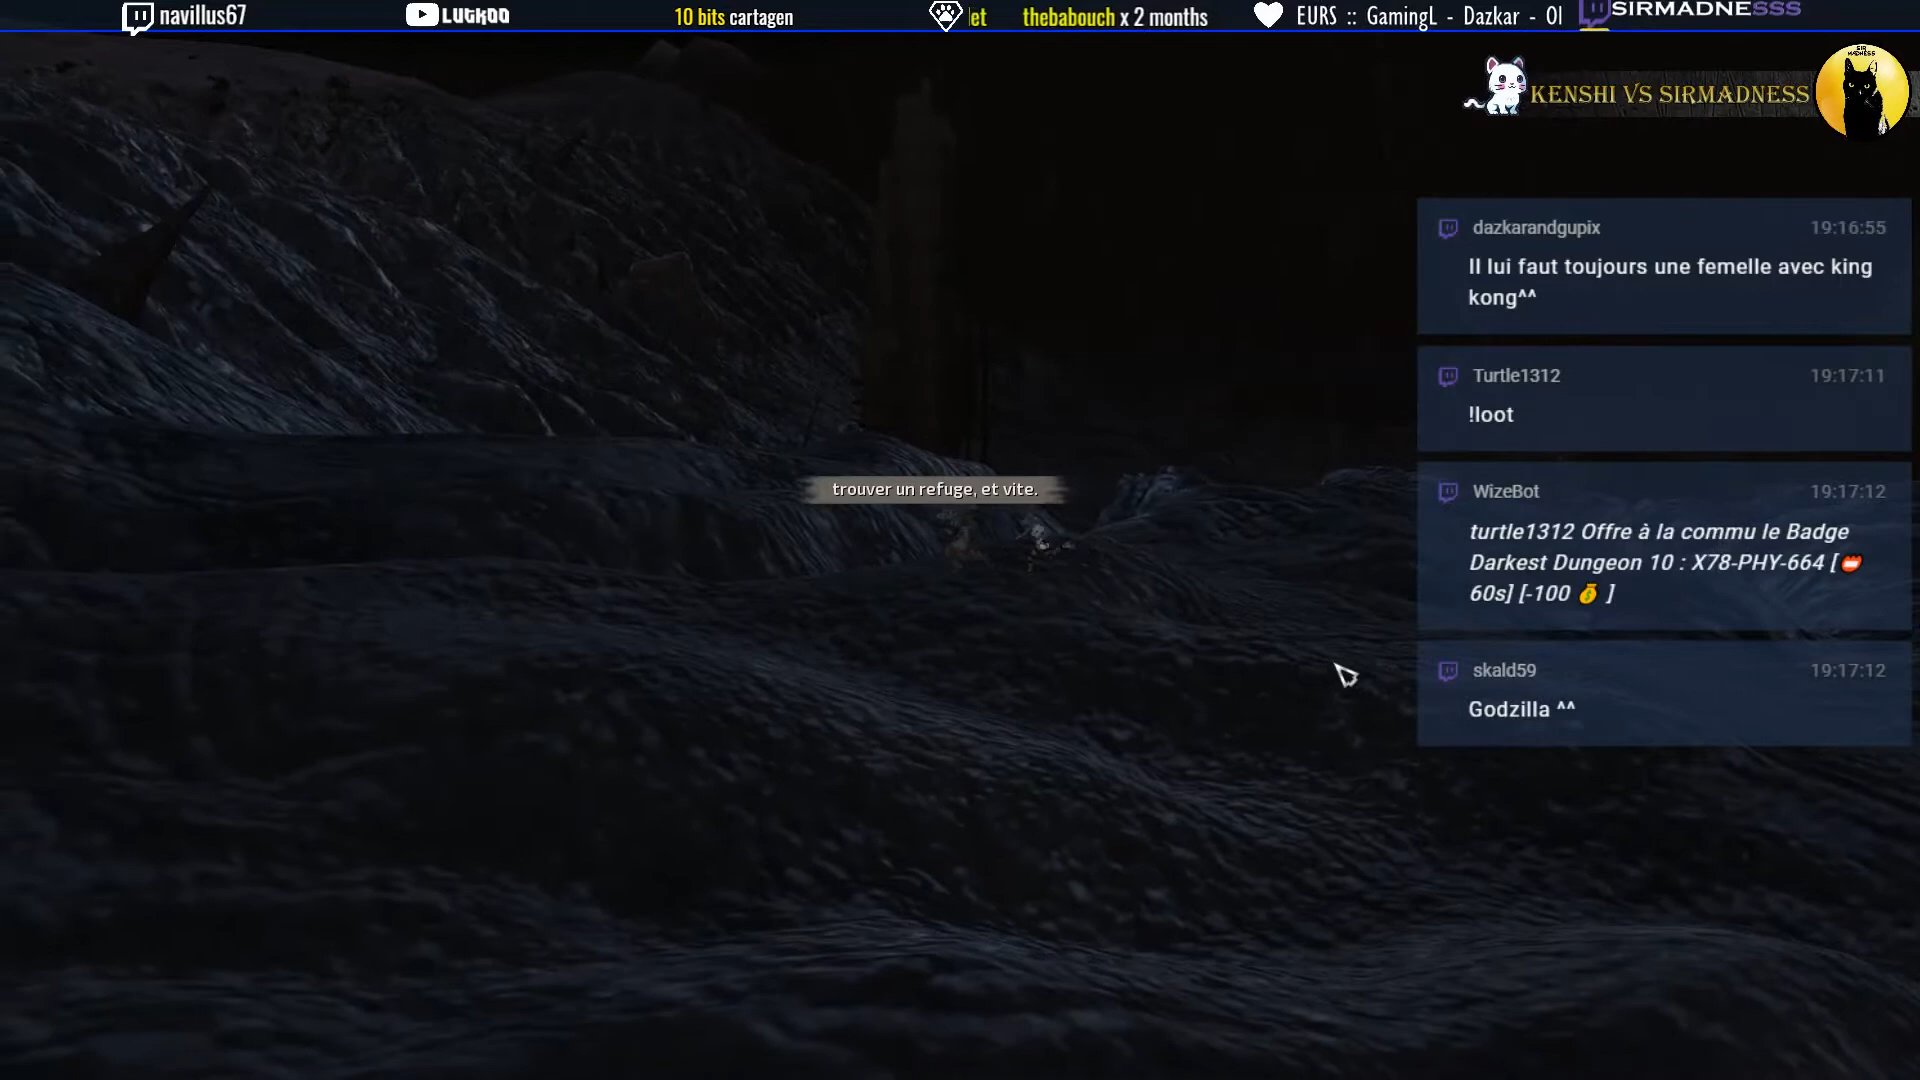 navillus67
LUTKOO
10 bits cartagen
let
thebabouch x 2 months
EURS :: GamingL - Dazkar - Ol
SIRMADNESSS
SIR MADNESS
KENSHI VS SIRMADNESS
dazkarandgupix 19:16:55
Il lui faut toujours une femelle avec king
kong^^
Turtle1312 19:17:11
!loot
trouver un refuge, et vite.
WizeBot 19:17:12
turtle1312 Offre à la commu le Badge
Darkest Dungeon 10 : X78-PHY-664 [📛
60s] [-100 💰 ]
skald59 19:17:12
Godzilla ^^